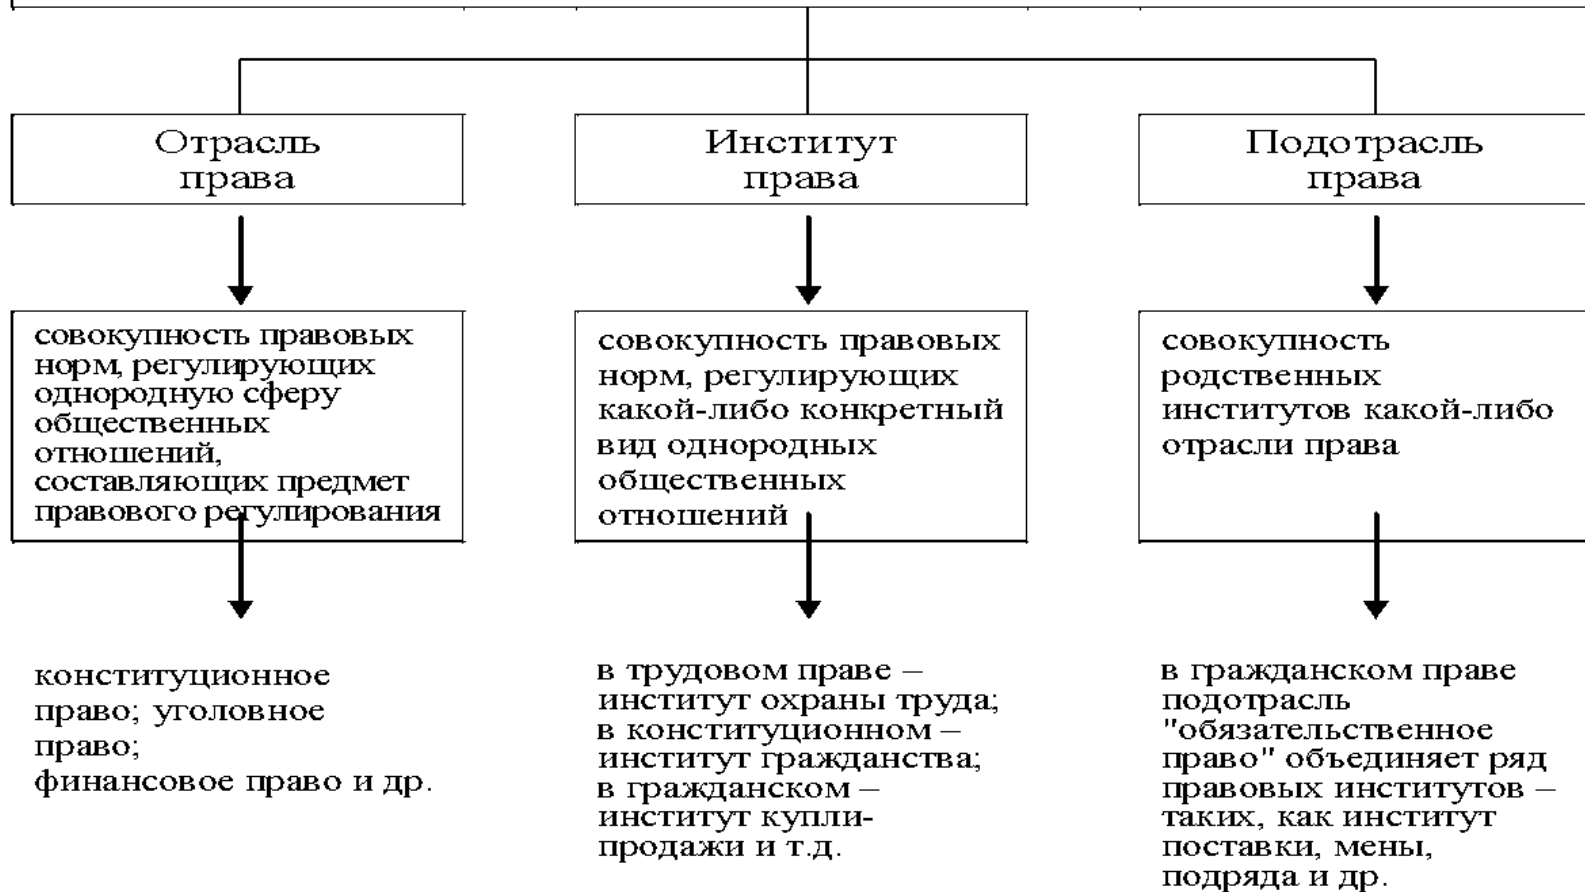 Отрасль
права
Институт
права
Подотрасль
права
совокупность правовых
норм, регулирующих
однородную сферу
общественных
отношений,
составляющих предмет
правового регулирования
совокупность правовых
норм, регулирующих
какой-либо конкретный
вид однородных
общественных
отношений
совокупность
родственных
институтов какой-либо
отрасли права
конституционное
право; уголовное
право;
финансовое право и др.
в трудовом праве –
институт охраны труда;
в конституционном –
институт гражданства;
в гражданском –
институт купли-
продажи и т.д.
в гражданском праве
подотрасль
"обязательственное
право" объединяет ряд
правовых институтов –
таких, как институт
поставки, мены,
подряда и др.